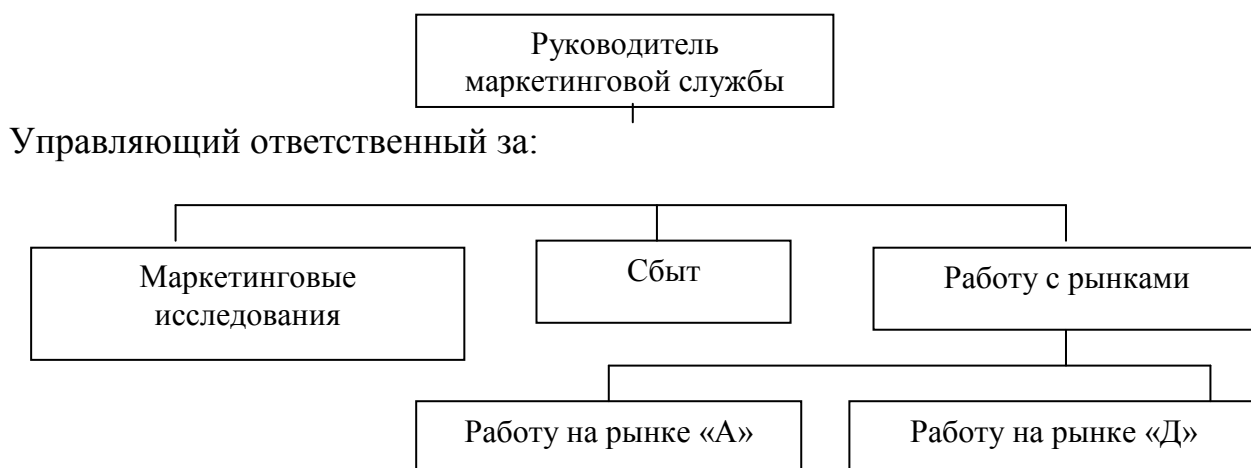 Руководитель
маркетинговой службы
Управляющий ответственный за:
Маркетинговые
исследования
Сбыт
Работу с рынками
Работу на рынке «А»
Работу на рынке «Д»